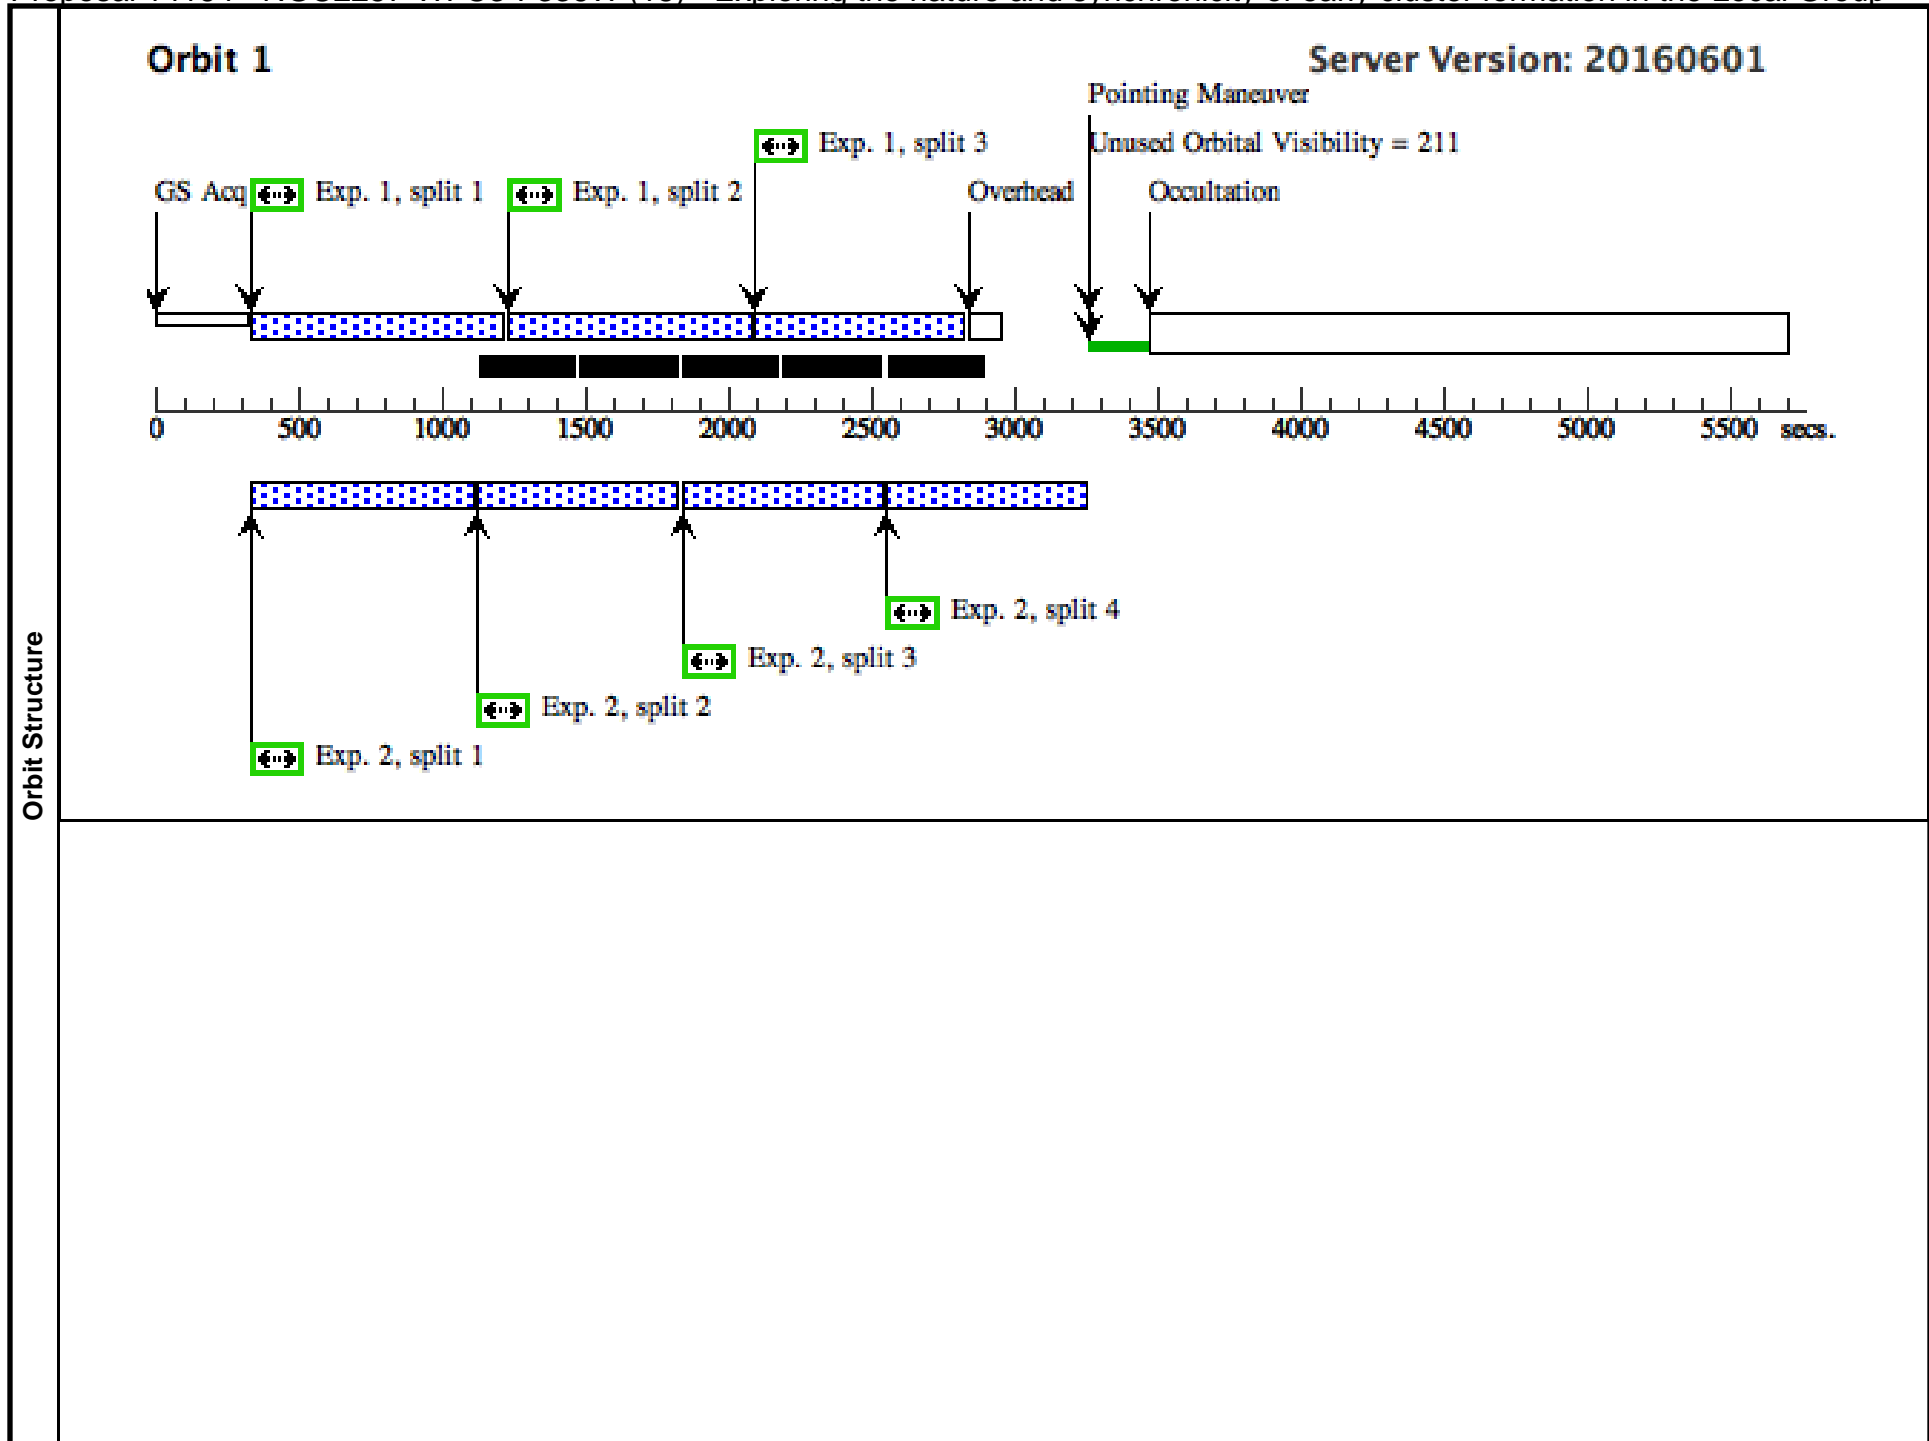 Orbit 1
Server Version: 20160601
Pointing Maneuver
Exp. 1, split 3
Unused Orbital Visibility = 211
GS Acq
Exp. 1, split 1
Exp. 1, split 2
Overhead
Occultation
0 500 1000 1500 2000 2500 3000 3500 4000 4500 5000 5500 secs.
Exp. 2, split 4
Exp. 2, split 3
Exp. 2, split 2
Exp. 2, split 1
Orbit Structure